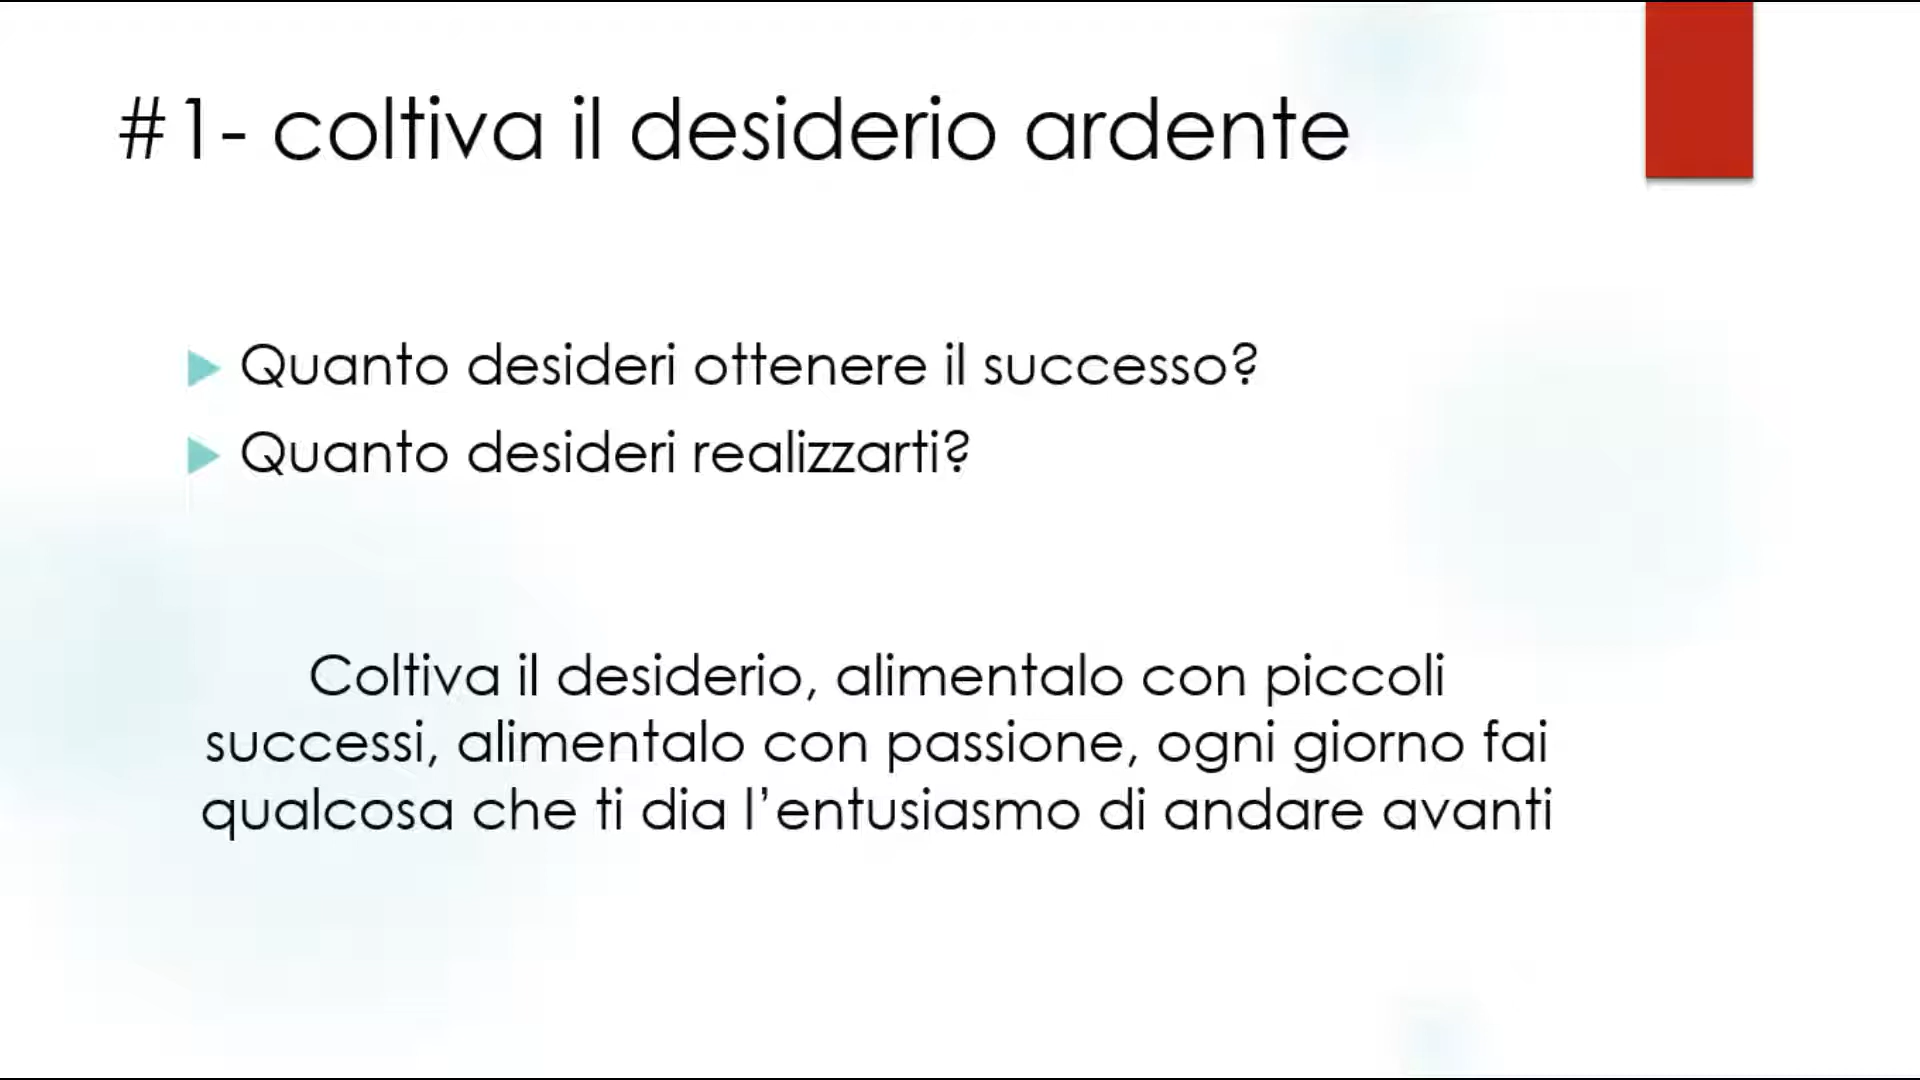 #1- coltiva il desiderio ardente
Quanto desideri ottenere il successo?
Quanto desideri realizzarti?
Coltiva il desiderio, alimentalo con piccoli
successi, alimentalo con passione, ogni giorno fai
qualcosa che ti dia l’entusiasmo di andare avanti